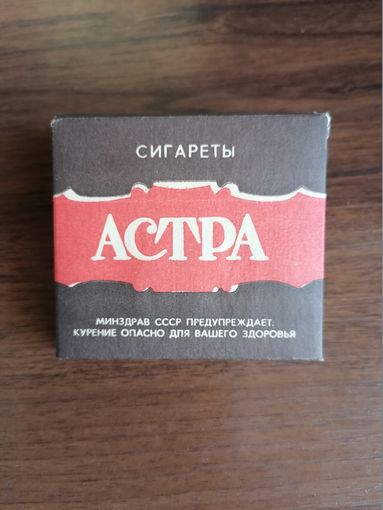 СИГАРЕТЫ
АСТРА
МИНЗДРАВ СССР ПРЕДУПРЕЖДАЕТ:
КУРЕНИЕ ОПАСНО ДЛЯ ВАШЕГО ЗДОРОВЬЯ